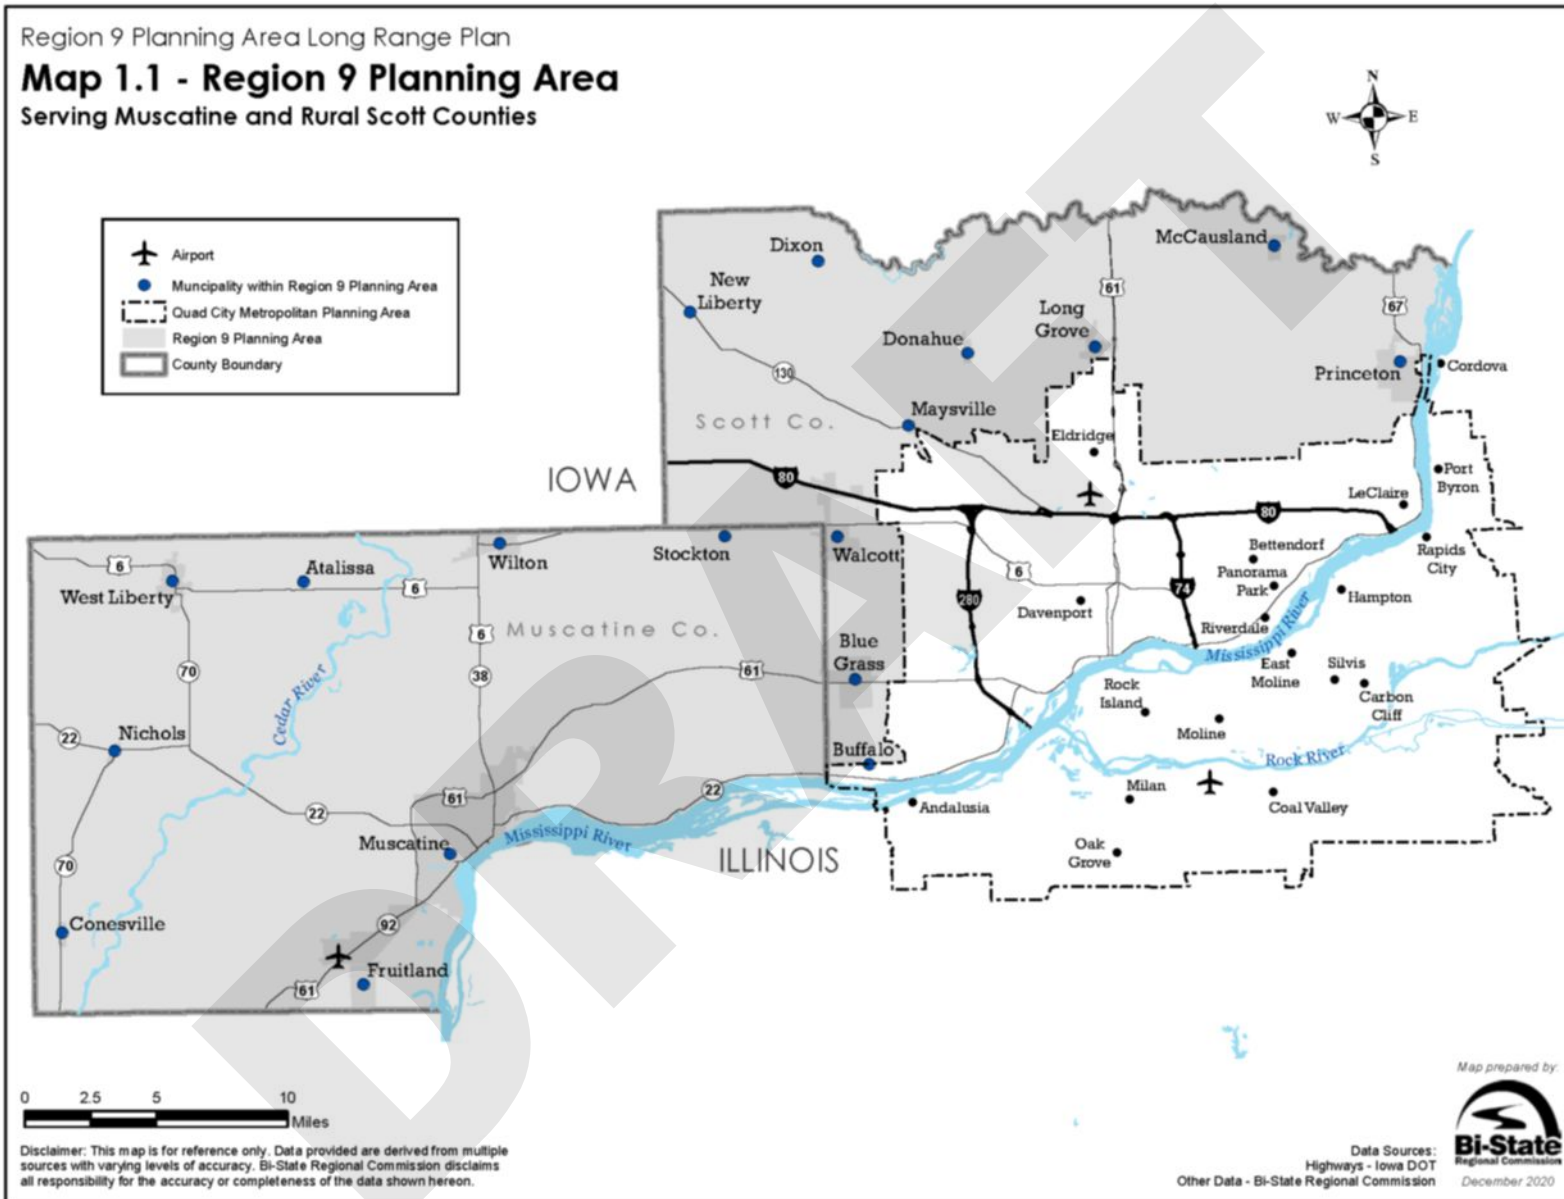 Region 9 Planning Area Long Range Plan
Map 1.1 - Region 9 Planning Area
Serving Muscatine and Rural Scott Counties
N
W E
S
Airport
Muncipality within Region 9 Planning Area
Quad City Metropolitan Planning Area
Region 9 Planning Area
County Boundary
DRAFT
Dixon
New
Liberty
McCausland
61
67
Long
Grove
Donahue
130
Princeton
Cordova
Maysville
Scott Co.
Eldridge
IOWA
80
Port
Byron
LeClaire
80
6
West Liberty
Atalissa
6
Wilton
Stockton
Walcott
6
Bettendorf
Panorama
Park
Rapids
City
280
74
Davenport
Hampton
Riverdale
Mississippi River
6
Muscatine Co.
Blue
Grass
61
70
38
Cedar River
East
Moline
Silvis
Carbon
Cliff
Rock
Island
Moline
22
Nichols
Buffalo
Rock River
22
61
22
Andalusia
Milan
Coal Valley
Muscatine
Mississippi River
ILLINOIS
Oak
Grove
70
Conesville
92
Fruitland
61
0 2.5 5 10
Miles
Disclaimer: This map is for reference only. Data provided are derived from multiple
sources with varying levels of accuracy. Bi-State Regional Commission disclaims
all responsibility for the accuracy or completeness of the data shown hereon.
Map prepared by:
Bi-State
Regional Commission
Data Sources:
Highways - Iowa DOT
Other Data - Bi-State Regional Commission
December 2020